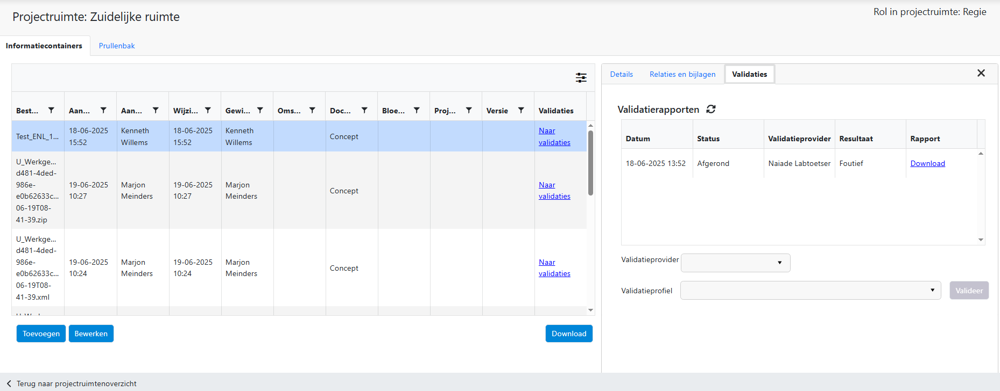 Projectruimte: Zuidelijke ruimte
Rol in projectruimte: Regie
Informatiecontainers
Prullenbak
Best...
Aan...
Aan...
Wijzi...
Gewi...
Oms...
Doc...
Bloe...
Proj...
Versie
Validaties
Test_ENL_1...
18-06-2025
15:52
Kenneth
Willems
18-06-2025
15:52
Kenneth
Willems
Concept
Naar
validaties
U_Werkge...
d481-4ded-
986e-
e0b62633c...
06-19T08-
41-39.zip
19-06-2025
10:27
Marjon
Meinders
19-06-2025
10:27
Marjon
Meinders
Concept
Naar
validaties
U_Werkge...
d481-4ded-
986e-
e0b62633c...
06-19T08-
41-39.xml
19-06-2025
10:24
Marjon
Meinders
19-06-2025
10:24
Marjon
Meinders
Concept
Naar
validaties
Toevoegen
Bewerken
Download
Details
Relaties en bijlagen
Validaties
Validatierapporten
Datum
Status
Validatieprovider
Resultaat
Rapport
18-06-2025 13:52
Afgerond
Naiade Labtoetser
Foutief
Download
Validatieprovider
Validatieprofiel
Valideer
Terug naar projectruimtenoverzicht